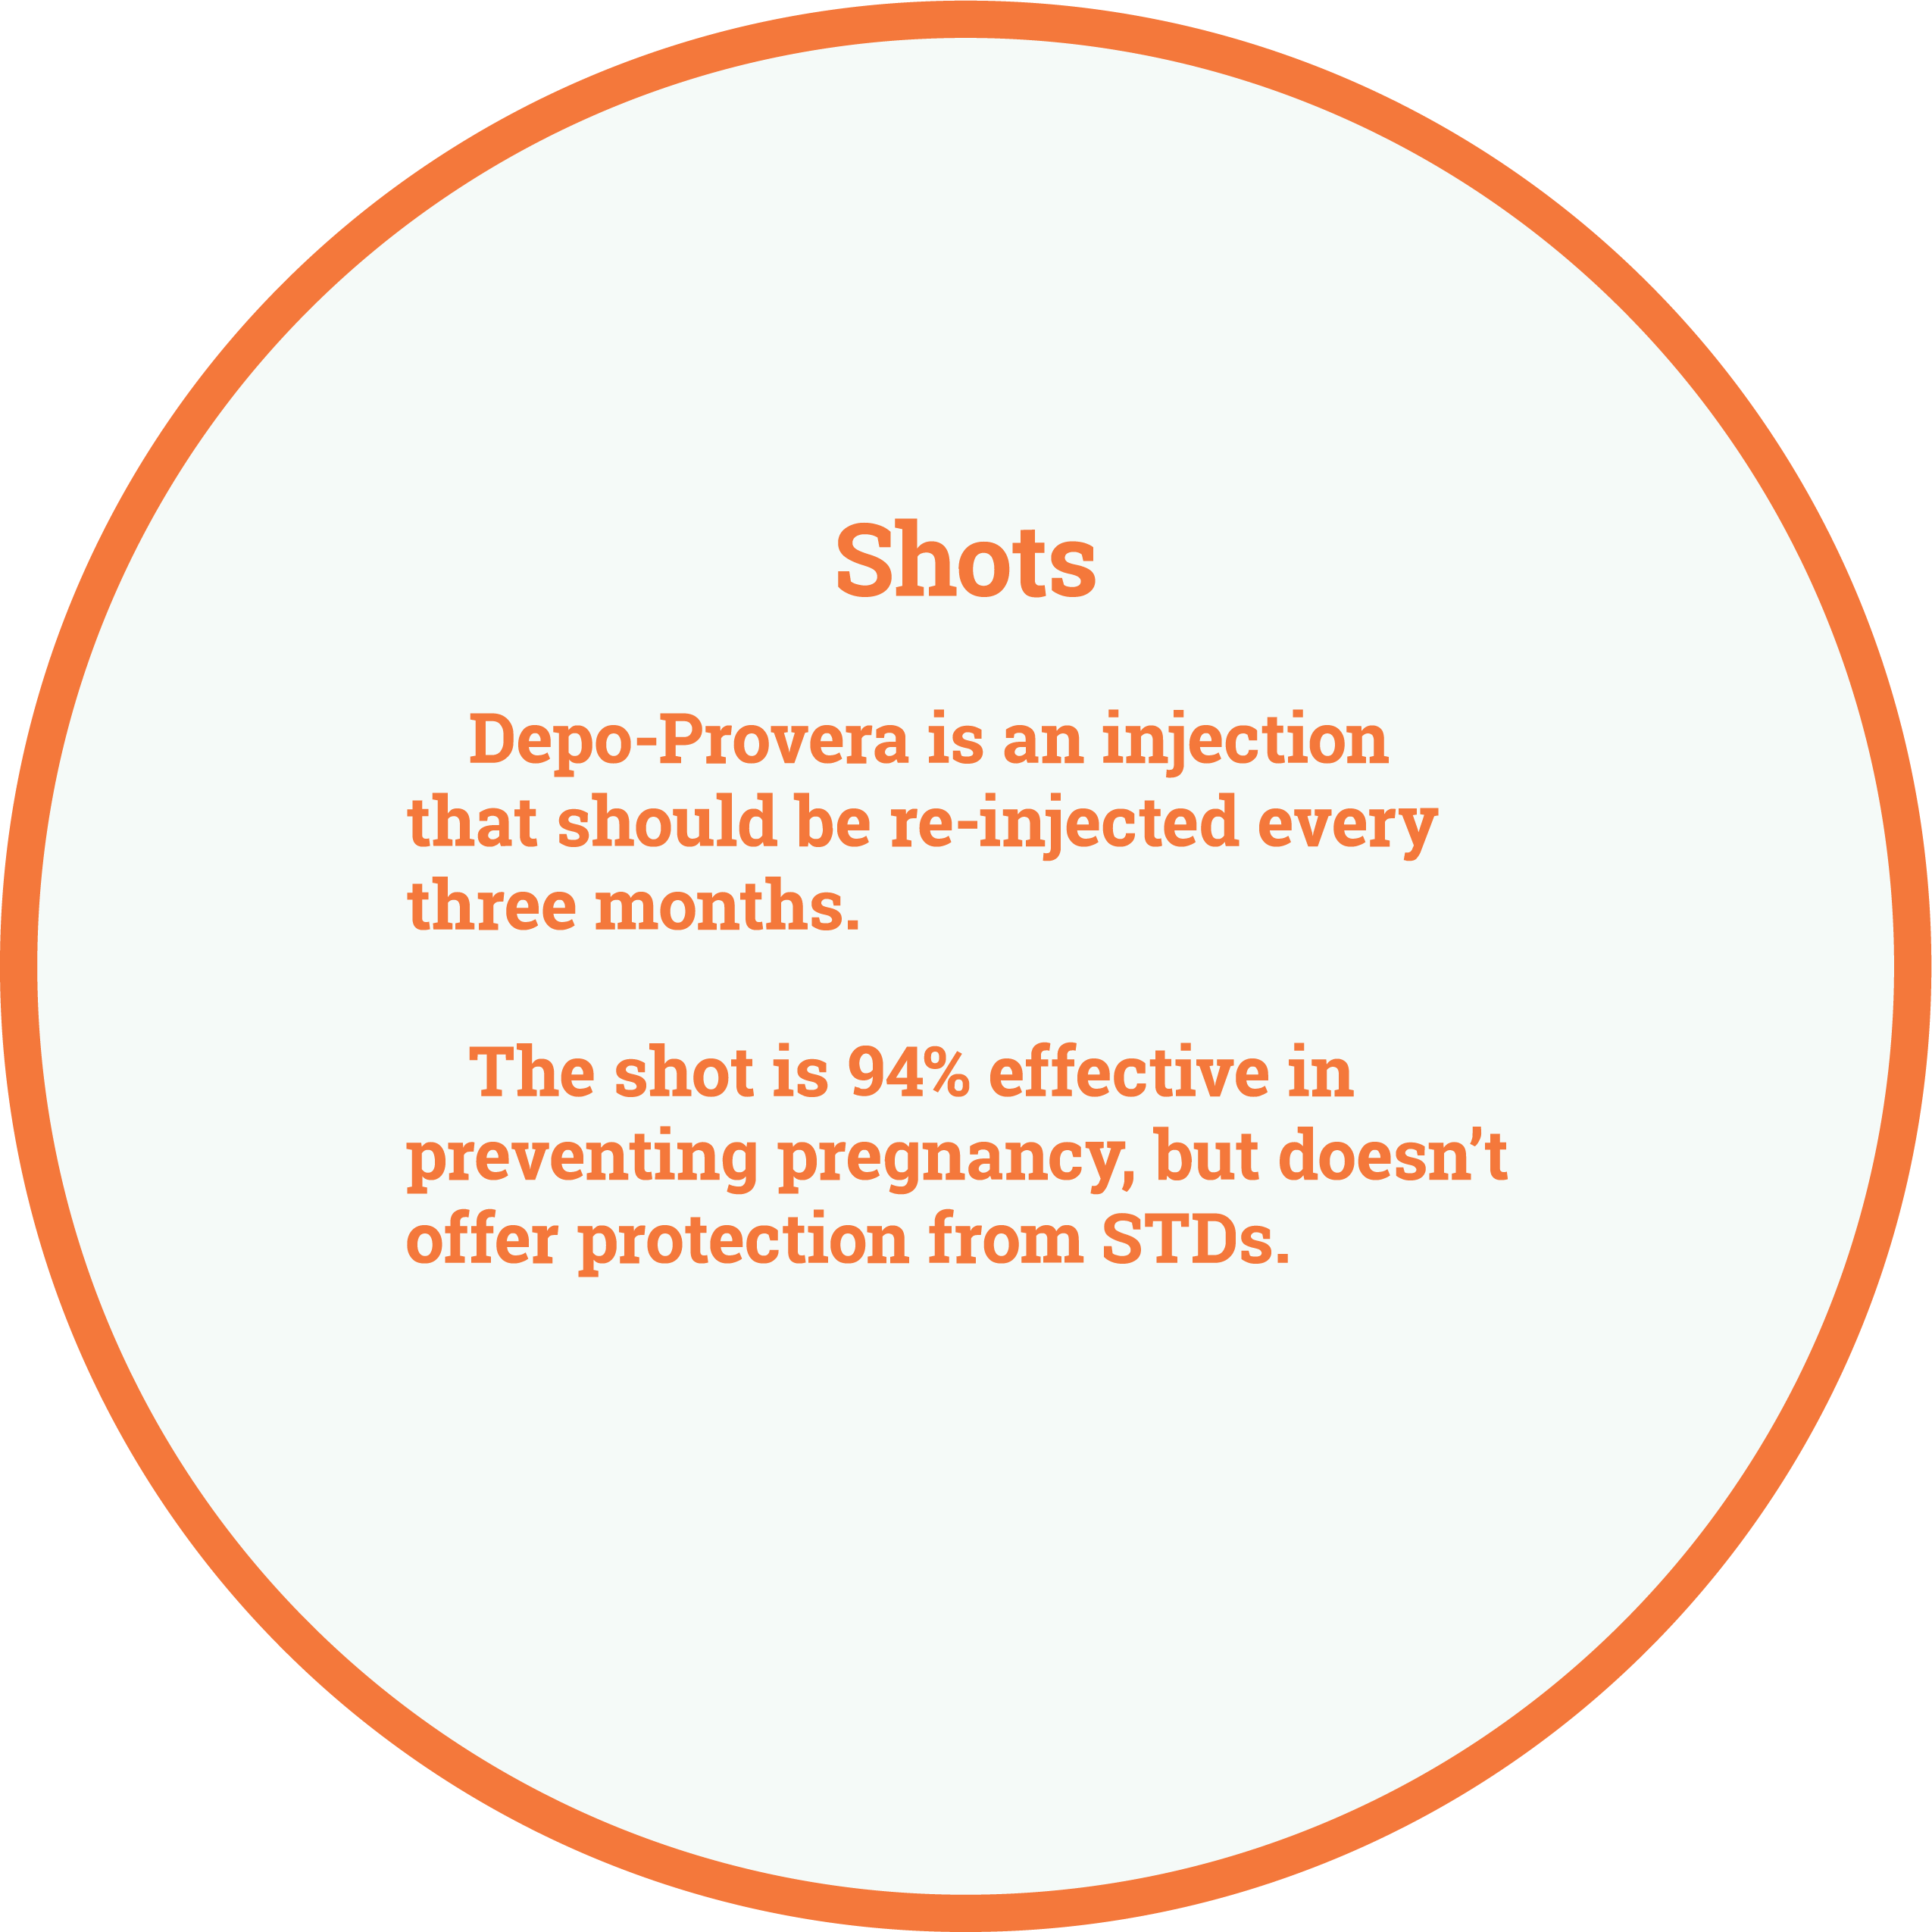 Shots
Depo-Prowera is an injection
that should be re-injected every
three months.
The shot is 94% effective in
preventing pregnancy, but doesn't
offer protection from STDs.